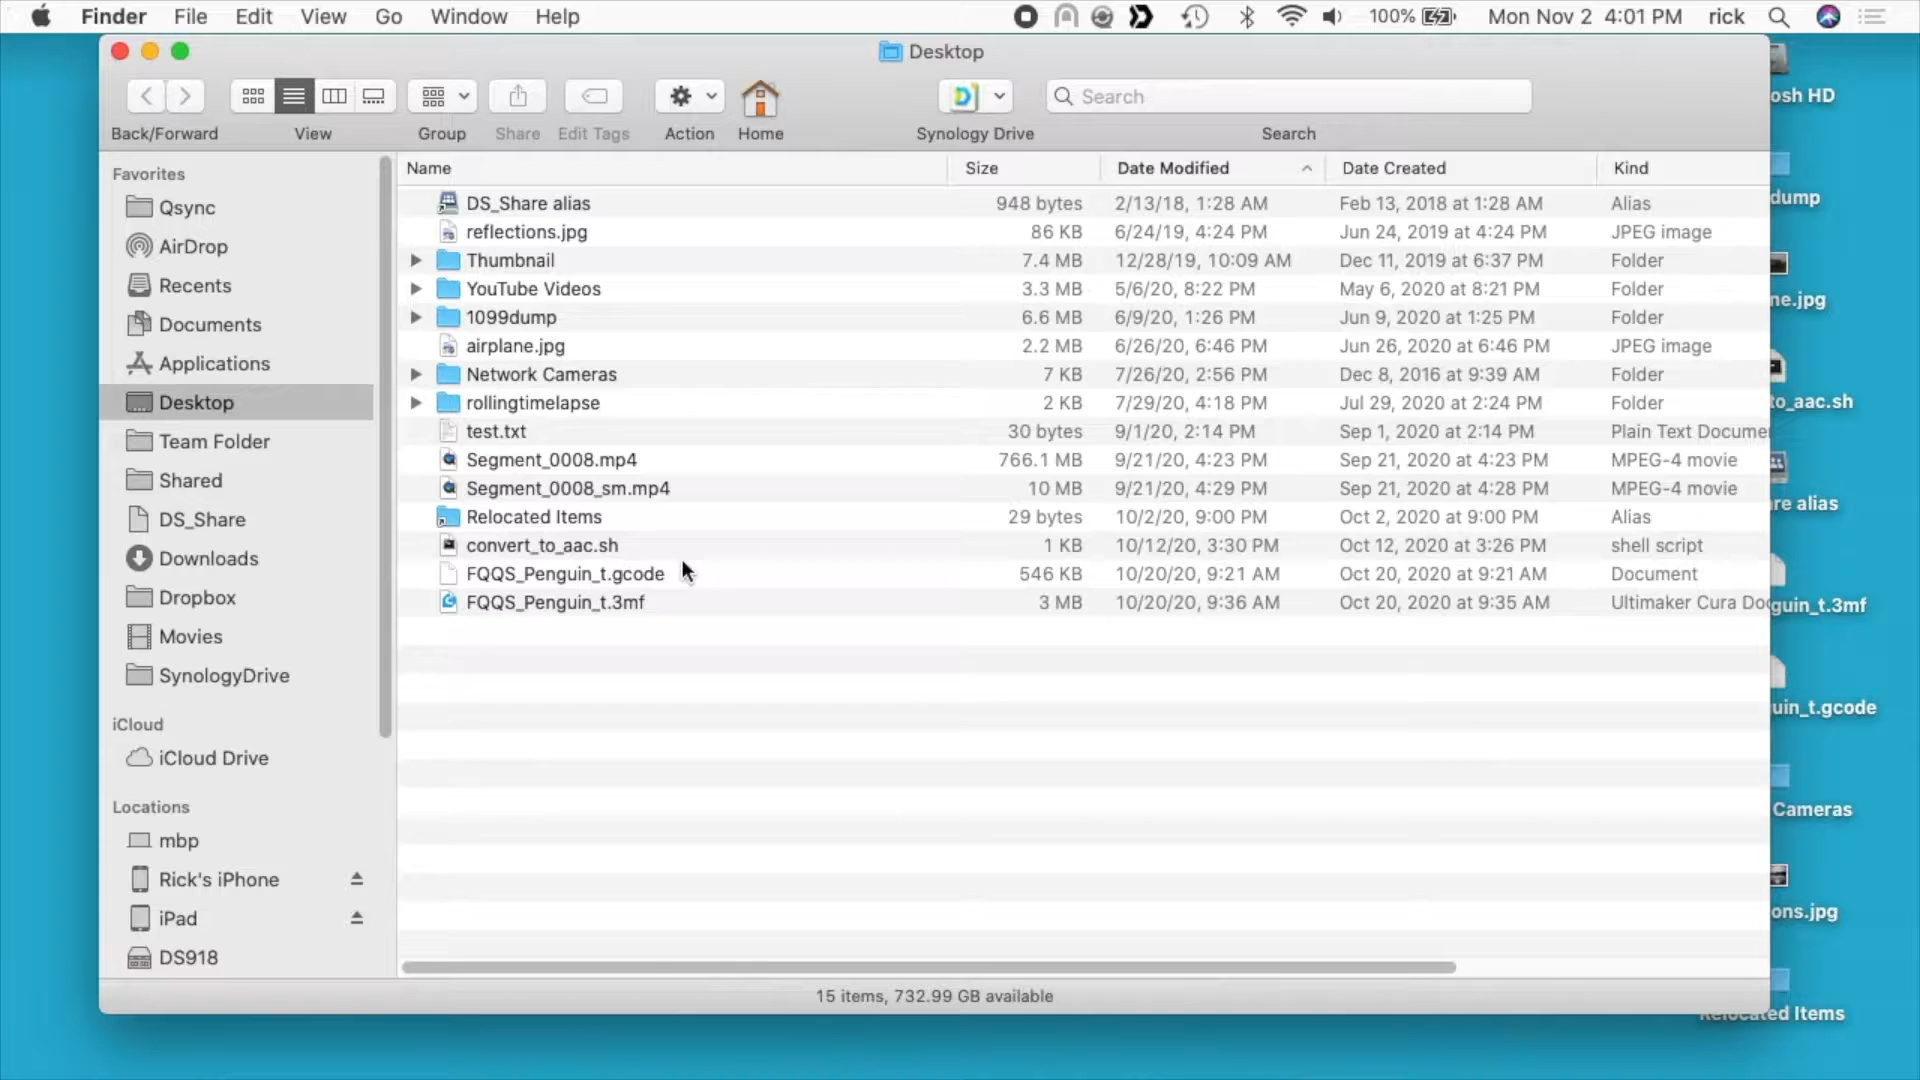 Finder File Edit View Go Window Help 100% Mon Nov 2 4:01 PM rick
Desktop
Search
Back/Forward View Group Share Edit Tags Action Home Synology Drive Search
Favorites
Qsync
AirDrop
Recents
Documents
Applications
Desktop
Team Folder
Shared
DS_Share
Downloads
Dropbox
Movies
SynologyDrive
iCloud
iCloud Drive
Locations
mbp
Rick's iPhone
iPad
DS918
Name Size Date Modified Date Created Kind
DS_Share alias 948 bytes 2/13/18, 1:28 AM Feb 13, 2018 at 1:28 AM Alias
reflections.jpg 86 KB 6/24/19, 4:24 PM Jun 24, 2019 at 4:24 PM JPEG image
Thumbnail 7.4 MB 12/28/19, 10:09 AM Dec 11, 2019 at 6:37 PM Folder
YouTube Videos 3.3 MB 5/6/20, 8:22 PM May 6, 2020 at 8:21 PM Folder
1099dump 6.6 MB 6/9/20, 1:26 PM Jun 9, 2020 at 1:25 PM Folder
airplane.jpg 2.2 MB 6/26/20, 6:46 PM Jun 26, 2020 at 6:46 PM JPEG image
Network Cameras 7 KB 7/26/20, 2:56 PM Dec 8, 2016 at 9:39 AM Folder
rollingtimelapse 2 KB 7/29/20, 4:18 PM Jul 29, 2020 at 2:24 PM Folder
test.txt 30 bytes 9/1/20, 2:14 PM Sep 1, 2020 at 2:14 PM Plain Text Docume
Segment_0008.mp4 766.1 MB 9/21/20, 4:23 PM Sep 21, 2020 at 4:23 PM MPEG-4 movie
Segment_0008_sm.mp4 10 MB 9/21/20, 4:29 PM Sep 21, 2020 at 4:28 PM MPEG-4 movie
Relocated Items 29 bytes 10/2/20, 9:00 PM Oct 2, 2020 at 9:00 PM Alias
convert_to_aac.sh 1 KB 10/12/20, 3:30 PM Oct 12, 2020 at 3:26 PM shell script
FQQS_Penguin_t.gcode 546 KB 10/20/20, 9:21 AM Oct 20, 2020 at 9:21 AM Document
FQQS_Penguin_t.3mf 3 MB 10/20/20, 9:36 AM Oct 20, 2020 at 9:35 AM Ultimaker Cura Do
15 items, 732.99 GB available
osh HD
dump
ne.jpg
to_aac.sh
re alias
guin_t.3mf
uin_t.gcode
Cameras
ons.jpg
Relocated Items